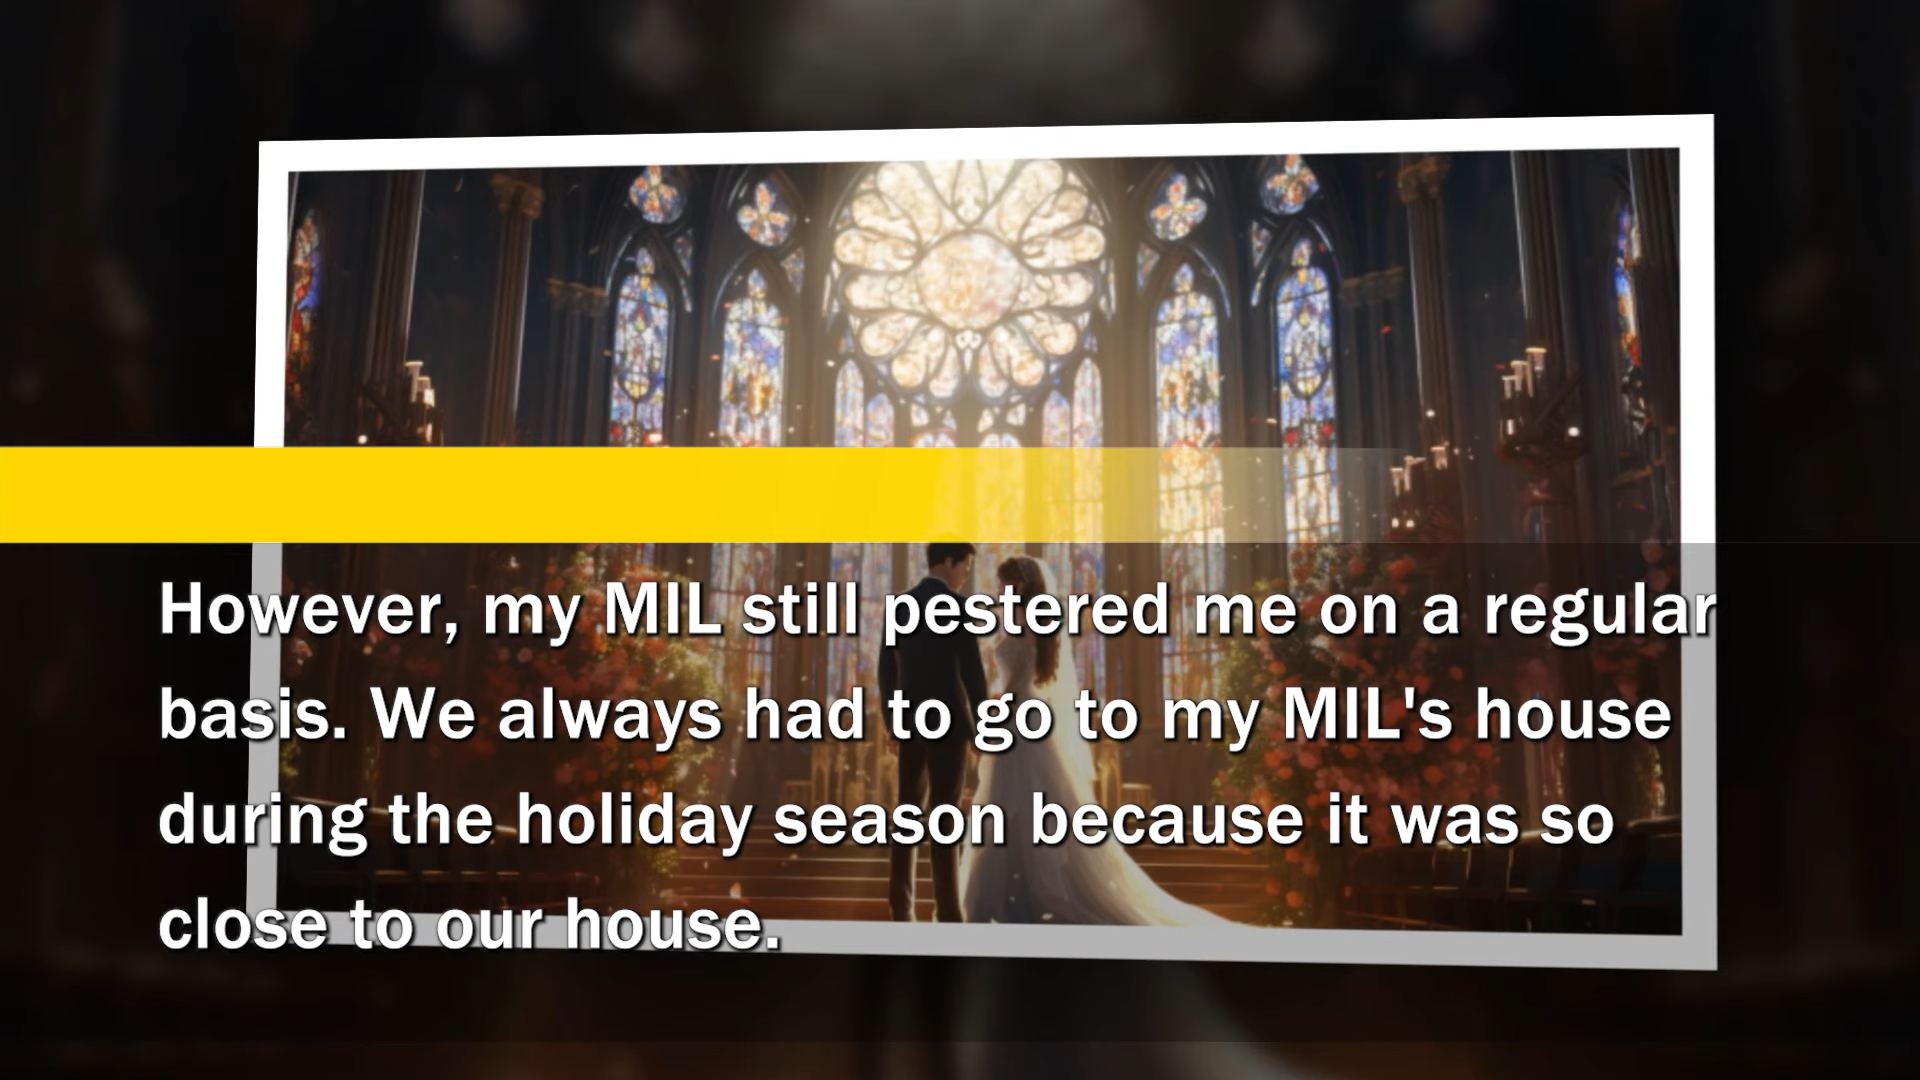 However, my MIL still pestered me on a regular
basis. We always had to go to my MIL's house
during the holiday season because it was so
close to our house.